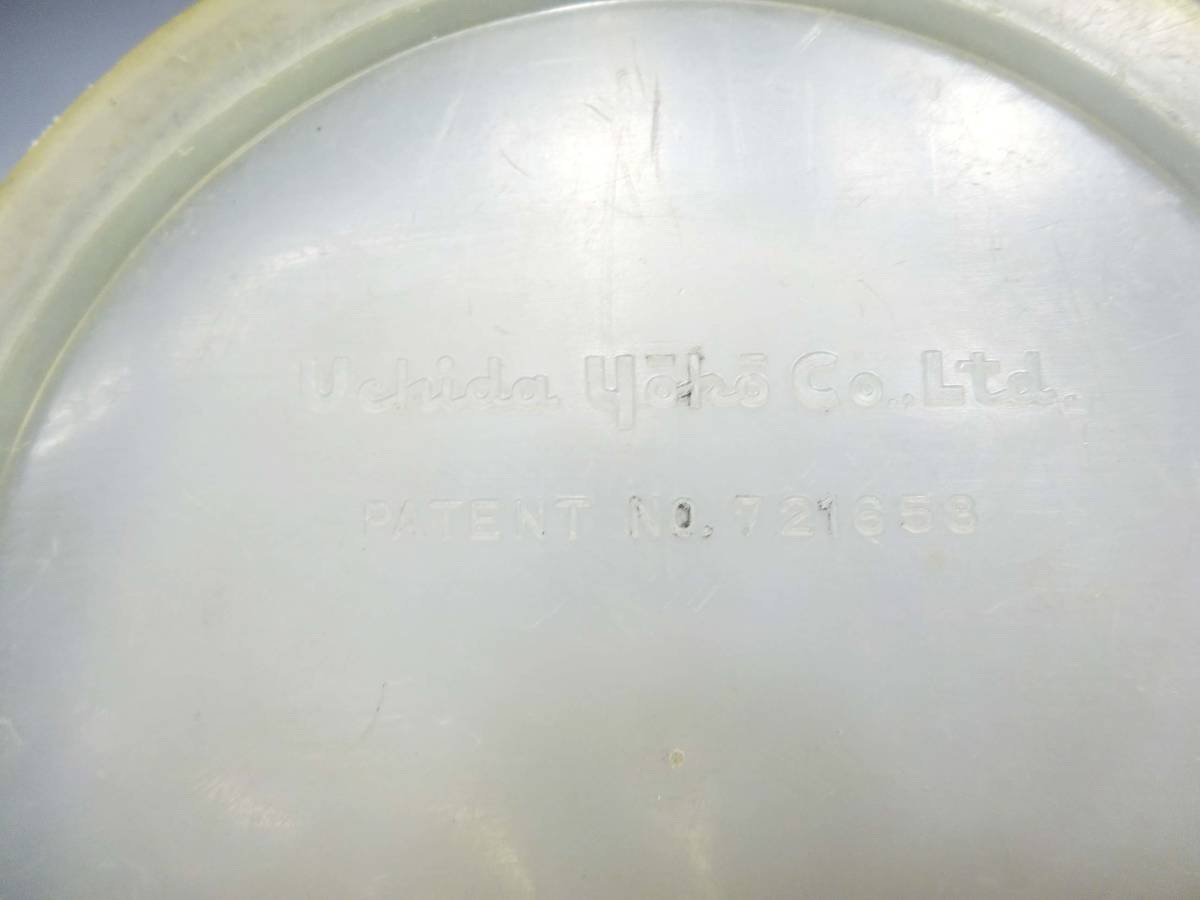 Uchida Yōkō Co., Ltd.
PATENT NO. 721653